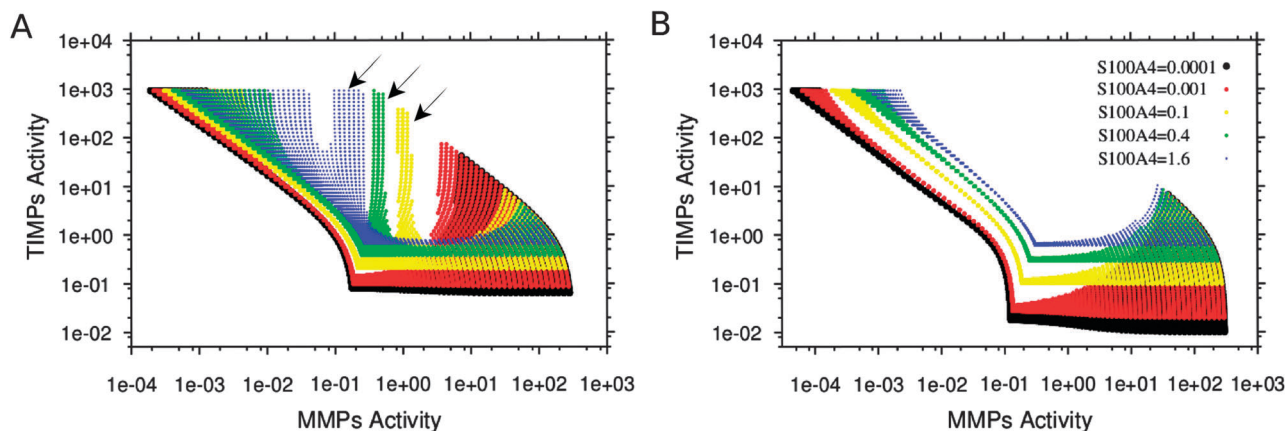 A
TIMPs Activity
1e+04
1e+03
1e+02
1e+01
1e+00
1e-01
1e-02
1e-04 1e-03 1e-02 1e-01 1e+00 1e+01 1e+02 1e+03
MMPs Activity
B
TIMPs Activity
1e+04
1e+03
1e+02
1e+01
1e+00
1e-01
1e-02
S100A4=0.0001
S100A4=0.001
S100A4=0.1
S100A4=0.4
S100A4=1.6
1e-04 1e-03 1e-02 1e-01 1e+00 1e+01 1e+02 1e+03
MMPs Activity